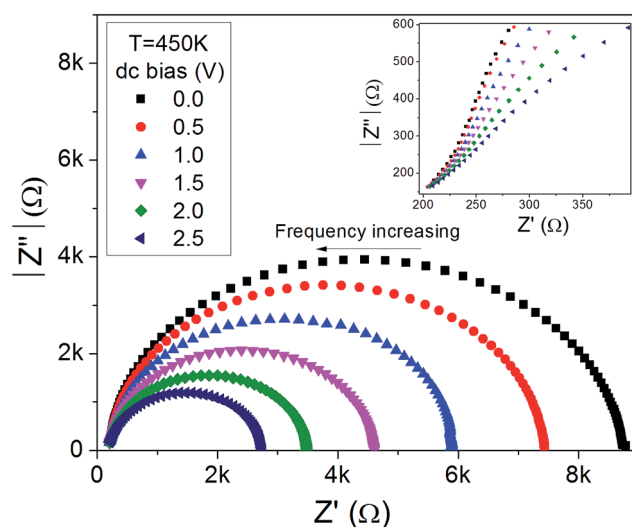 T=450K
dc bias (V)
0.0
0.5
1.0
1.5
2.0
2.5
8k
6k
4k
2k
0
|Z"| (Ω)
0 2k 4k 6k 8k
Z' (Ω)
Frequency increasing
600
500
400
300
200
|Z"| (Ω)
200 250 300 350
Z' (Ω)